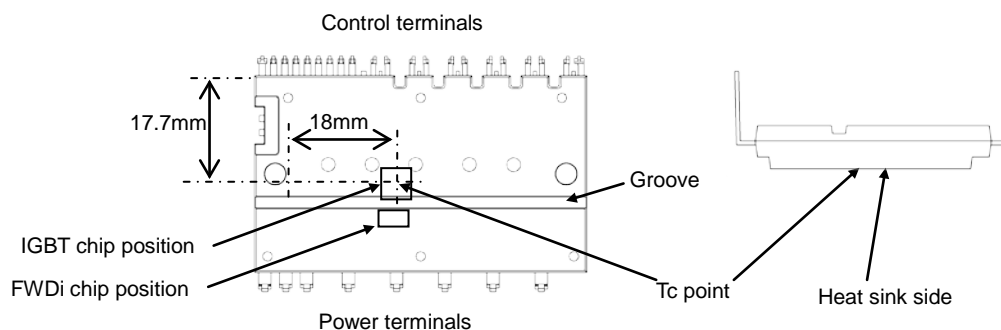 Control terminals
17.7mm
18mm
Groove
IGBT chip position
FWDi chip position
Tc point
Heat sink side
Power terminals